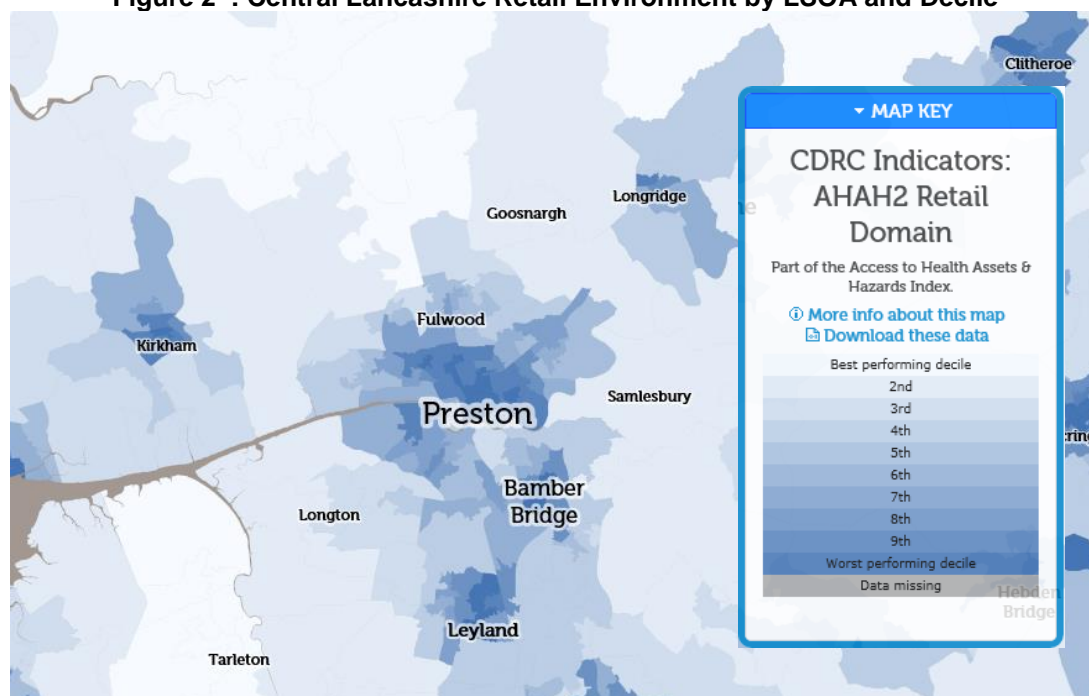 Figure 2 : Central Lancashire Retail Environment by LSOA and Decile
Clitheroe
MAP KEY
CDRC Indicators:
AHAH2 Retail
Domain
Part of the Access to Health Assets &
Hazards Index.
More info about this map
Download these data
Best performing decile
2nd
3rd
4th
5th
6th
7th
8th
9th
Worst performing decile
Data missing
Hebden
Bridge
Longridge
Goosnargh
Fulwood
Kirkham
Preston
Samlesbury
Bamber
Bridge
Longton
Leyland
Tarleton